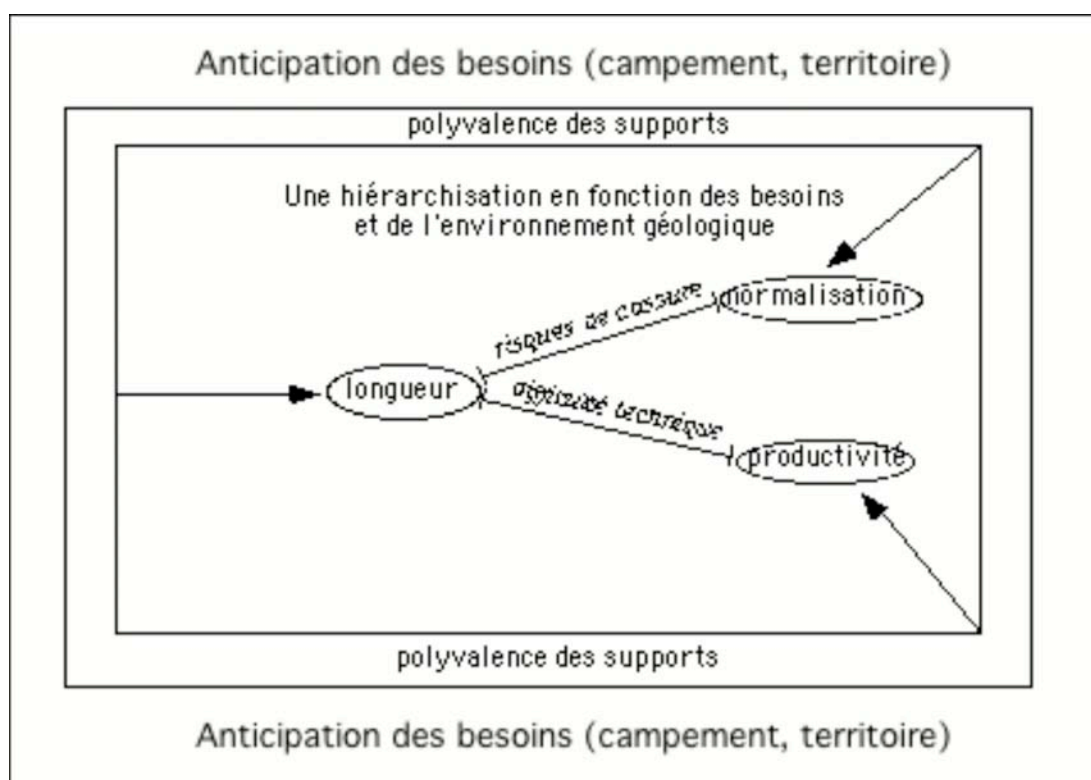 Anticipation des besoins (campement, territoire)
polyvalence des supports
Une hiérarchisation en fonction des besoins
et de l'environnement géologique
risques de cassure
normalisation
longueur
technique
productivité
polyvalence des supports
Anticipation des besoins (campement, territoire)